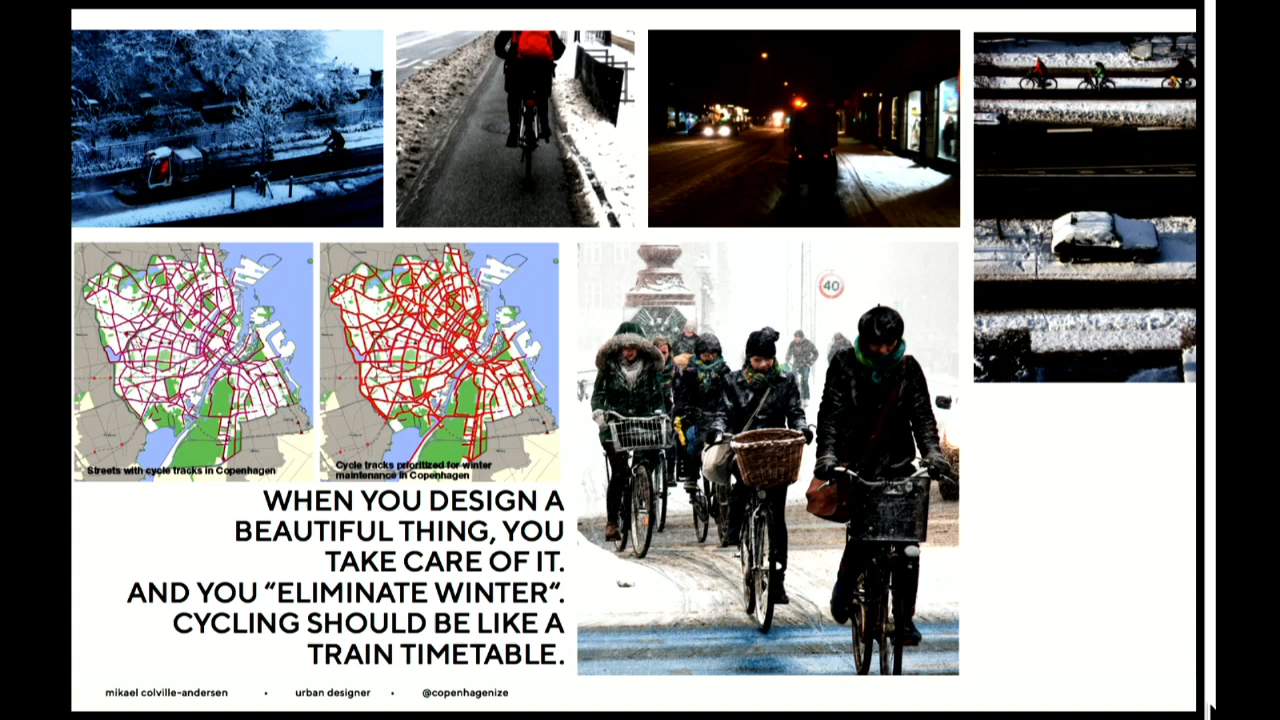 40
Streets with cycle tracks in Copenhagen
Cycle tracks prioritized for winter
maintenance in Copenhagen
WHEN YOU DESIGN A
BEAUTIFUL THING, YOU
TAKE CARE OF IT.
AND YOU “ELIMINATE WINTER“.
CYCLING SHOULD BE LIKE A
TRAIN TIMETABLE.
mikael colville-andersen • urban designer • @copenhagenize